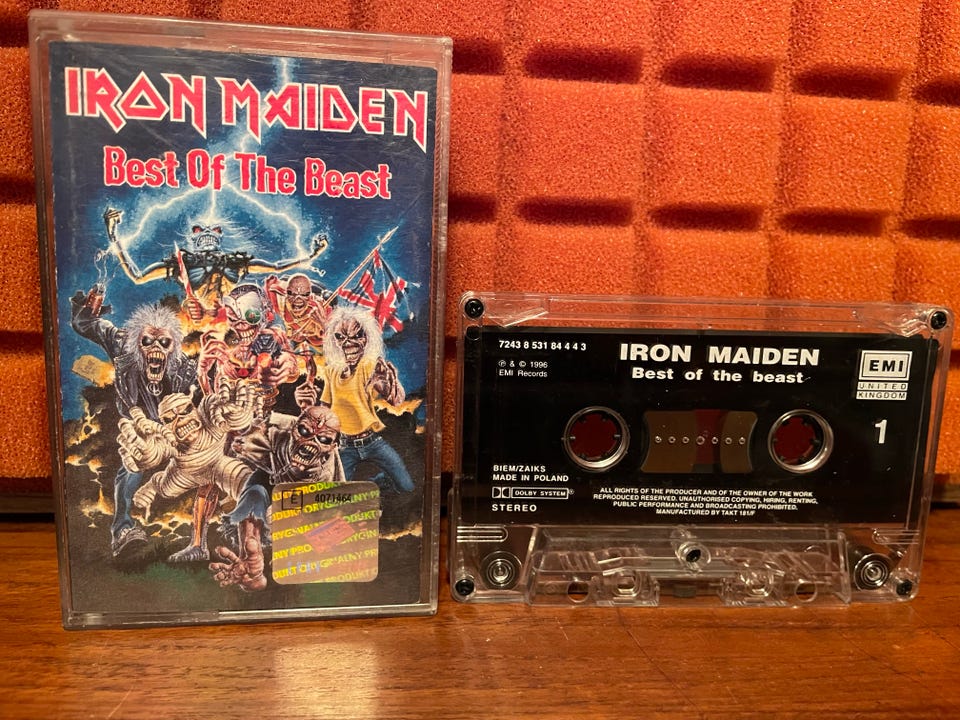 IRON MAIDEN
Best Of The Beast
4071464
ORYGINALNY PRODUKT
7243 8 531 84 4 4 3
℗ & © 1996
EMI Records
IRON MAIDEN
Best of the beast
EMI
UNITED
KINGDOM
1
BIEM/ZAIKS
MADE IN POLAND
DOLBY SYSTEM®
STEREO
ALL RIGHTS OF THE PRODUCER AND OF THE OWNER OF THE WORK
REPRODUCED RESERVED. UNAUTHORISED COPYING, HIRING, RENTING,
PUBLIC PERFORMANCE AND BROADCASTING PROHIBITED.
MANUFACTURED BY TAKT 181/F